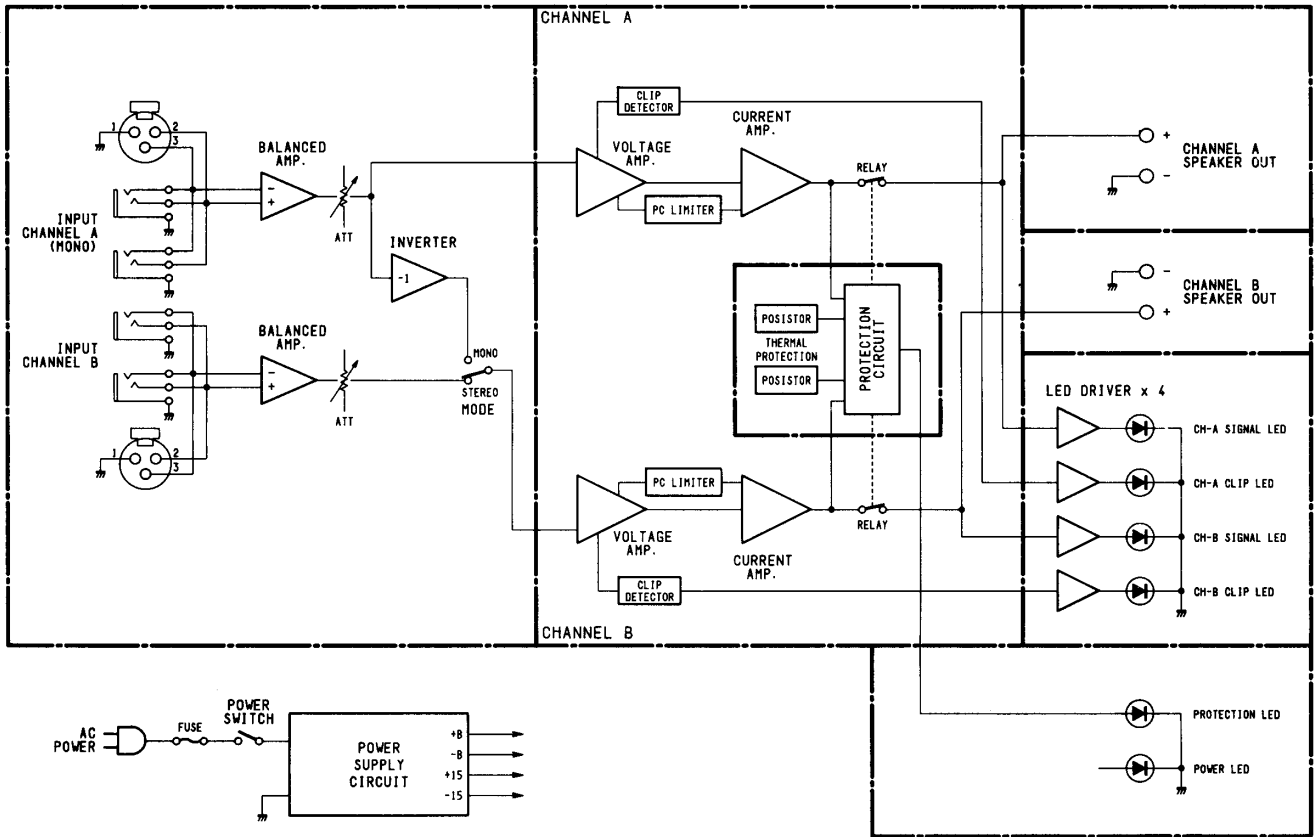 CHANNEL A
1
2
3
BALANCED
AMP.
-
+
ATT
INPUT
CHANNEL A
(MONO)
INVERTER
-1
INPUT
CHANNEL B
BALANCED
AMP.
-
+
ATT
MONO
STEREO
MODE
1
2
3
CLIP
DETECTOR
VOLTAGE
AMP.
CURRENT
AMP.
PC LIMITER
RELAY
POSISTOR
THERMAL
PROTECTION
POSISTOR
PROTECTION
CIRCUIT
PC LIMITER
VOLTAGE
AMP.
CURRENT
AMP.
RELAY
CLIP
DETECTOR
CHANNEL B
+
-
CHANNEL A
SPEAKER OUT
-
+
CHANNEL B
SPEAKER OUT
LED DRIVER x 4
CH-A SIGNAL LED
CH-A CLIP LED
CH-B SIGNAL LED
CH-B CLIP LED
AC
POWER
FUSE
POWER
SWITCH
POWER
SUPPLY
CIRCUIT
+B
-B
+15
-15
PROTECTION LED
POWER LED